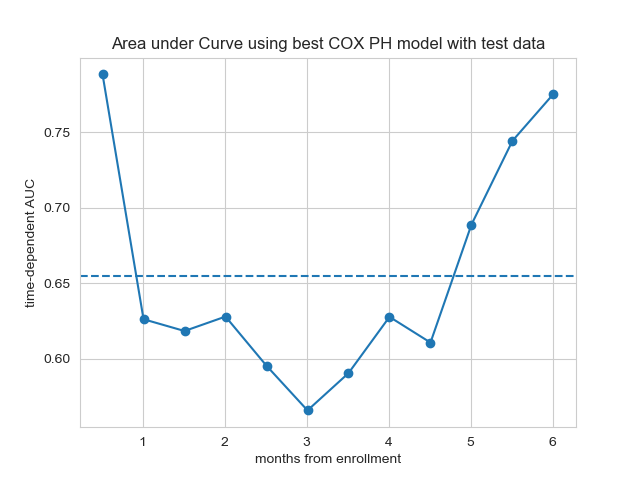 Area under Curve using best COX PH model with test data
time-dependent AUC
0.75
0.70
0.65
0.60
1 2 3 4 5 6
months from enrollment